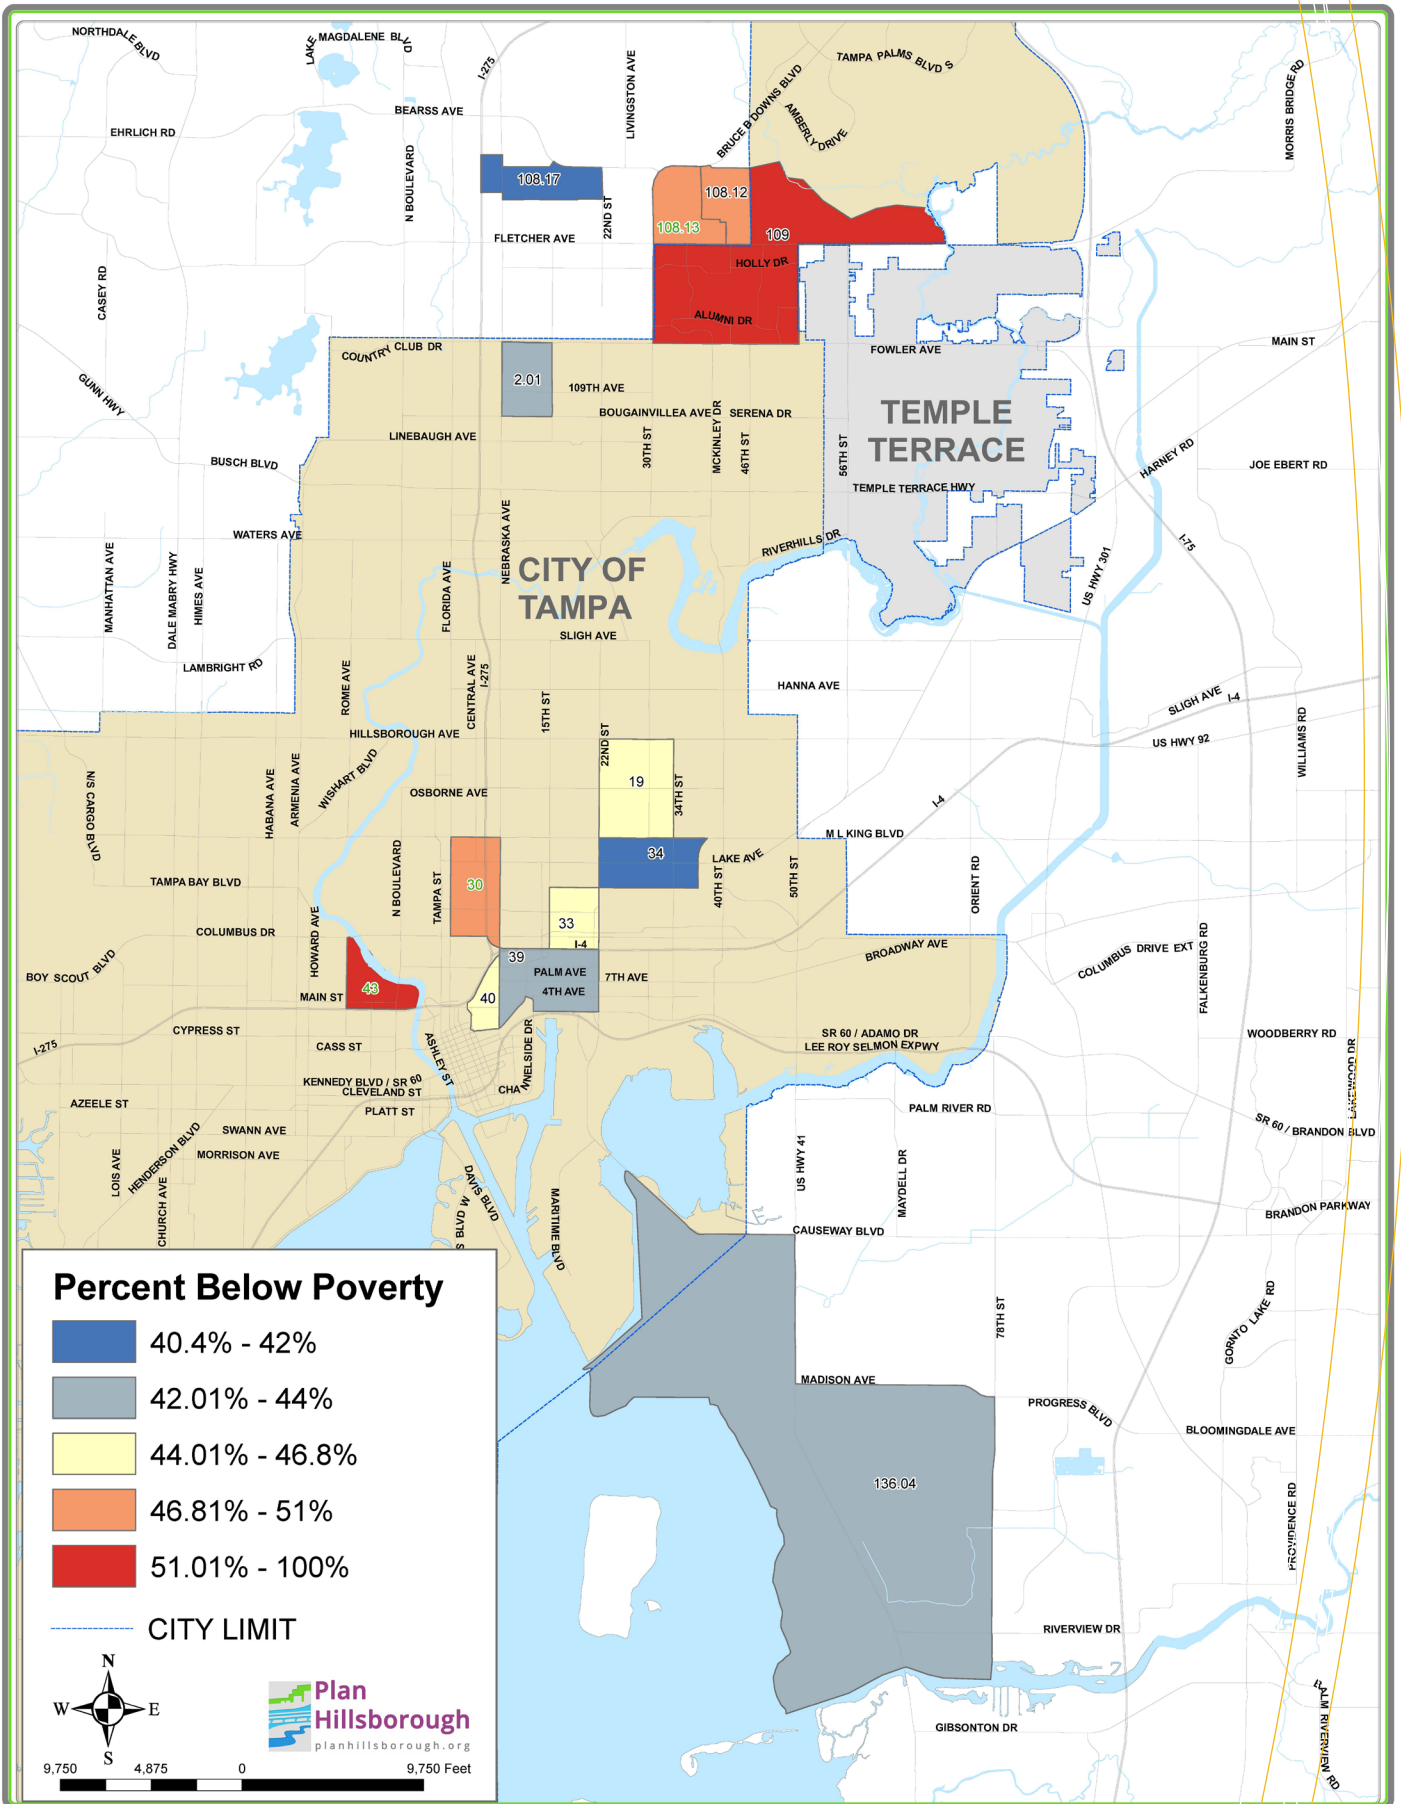 NORTHDALE BLVD
LAKE MAGDALENE BLVD
I-275
LIVINGSTON AVE
BRUCE B DOWNS BLVD
TAMPA PALMS BLVD S
AMBERLY DRIVE
MORRIS BRIDGE RD
BEARSS AVE
EHRLICH RD
N BOULEVARD
108.17
108.12
22ND ST
108.13
109
FLETCHER AVE
HOLLY DR
CASEY RD
ALUMNI DR
COUNTRY CLUB DR
FOWLER AVE
MAIN ST
2.01
109TH AVE
GUNN HWY
BOUGAINVILLEA AVE
SERENA DR
TEMPLE
TERRACE
LINEBAUGH AVE
30TH ST
MCKINLEY DR
46TH ST
56TH ST
HARNEY RD
BUSCH BLVD
JOE EBERT RD
TEMPLE TERRACE HWY
WATERS AVE
NEBRASKA AVE
RIVERHILLS DR
I-75
CITY OF
TAMPA
MANHATTAN AVE
DALE MABRY HWY
HIMES AVE
FLORIDA AVE
US HWY 301
SLIGH AVE
LAMBRIGHT RD
ROME AVE
CENTRAL AVE
I-275
HANNA AVE
15TH ST
SLIGH AVE
I-4
HILLSBOROUGH AVE
22ND ST
US HWY 92
WILLIAMS RD
N/S CARGO BLVD
HABANA AVE
ARMENIA AVE
WISHART BLVD
OSBORNE AVE
19
34TH ST
I-4
M L KING BLVD
34
LAKE AVE
N BOULEVARD
TAMPA ST
30
40TH ST
50TH ST
ORIENT RD
TAMPA BAY BLVD
COLUMBUS DR
HOWARD AVE
33
I-4
BROADWAY AVE
COLUMBUS DRIVE EXT
FALKENBURG RD
BOY SCOUT BLVD
39
PALM AVE
7TH AVE
43
MAIN ST
40
4TH AVE
CYPRESS ST
SR 60 / ADAMO DR
LEE ROY SELMON EXPWY
WOODBERRY RD
I-275
CASS ST
ASHLEY ST
CHANNELSIDE DR
LAKEWOOD DR
KENNEDY BLVD / SR 60
CLEVELAND ST
AZEELE ST
PLATT ST
PALM RIVER RD
SR 60 / BRANDON BLVD
SWANN AVE
HENDERSON BLVD
MORRISON AVE
LOIS AVE
CHURCH AVE
DAVIS BLVD
S BLVD W
MARITIME BLVD
US HWY 41
MAYDELL DR
BRANDON PARKWAY
CAUSEWAY BLVD
78TH ST
GORNTO LAKE RD
MADISON AVE
PROGRESS BLVD
BLOOMINGDALE AVE
136.04
PROVIDENCE RD
RIVERVIEW DR
BALM RIVERVIEW RD
GIBSONTON DR
Percent Below Poverty
40.4% - 42%
42.01% - 44%
44.01% - 46.8%
46.81% - 51%
51.01% - 100%
CITY LIMIT
N
W
E
S
Plan
Hillsborough
planhillsborough.org
9,750 4,875 0 9,750 Feet